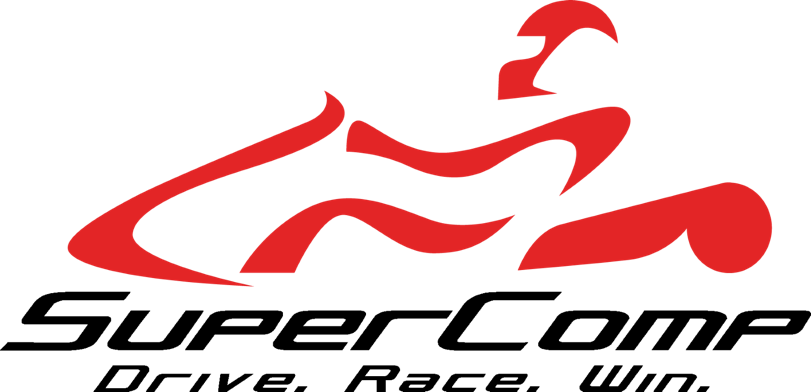 SuperComp
Drive. Race. Win.